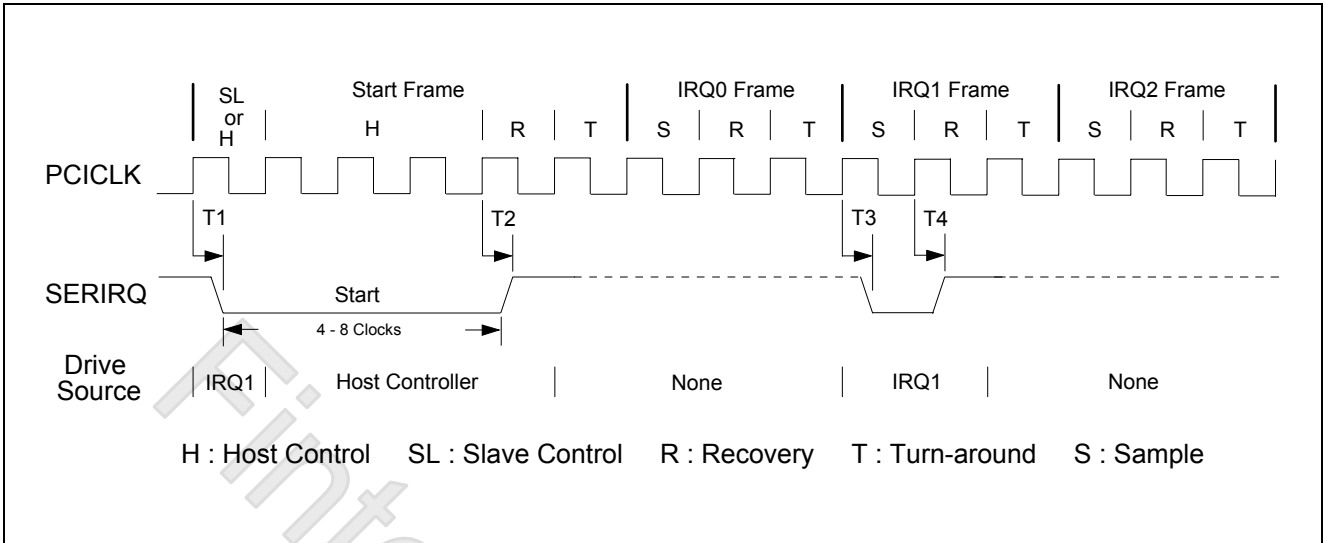 SL or H
Start Frame
IRQ0 Frame
IRQ1 Frame
IRQ2 Frame
H
R
T
S
R
T
S
R
T
S
R
T
PCICLK
T1
T2
T3
T4
SERIRQ
Start
4 - 8 Clocks
Drive Source
IRQ1
Host Controller
None
IRQ1
None
H : Host Control
SL : Slave Control
R : Recovery
T : Turn-around
S : Sample